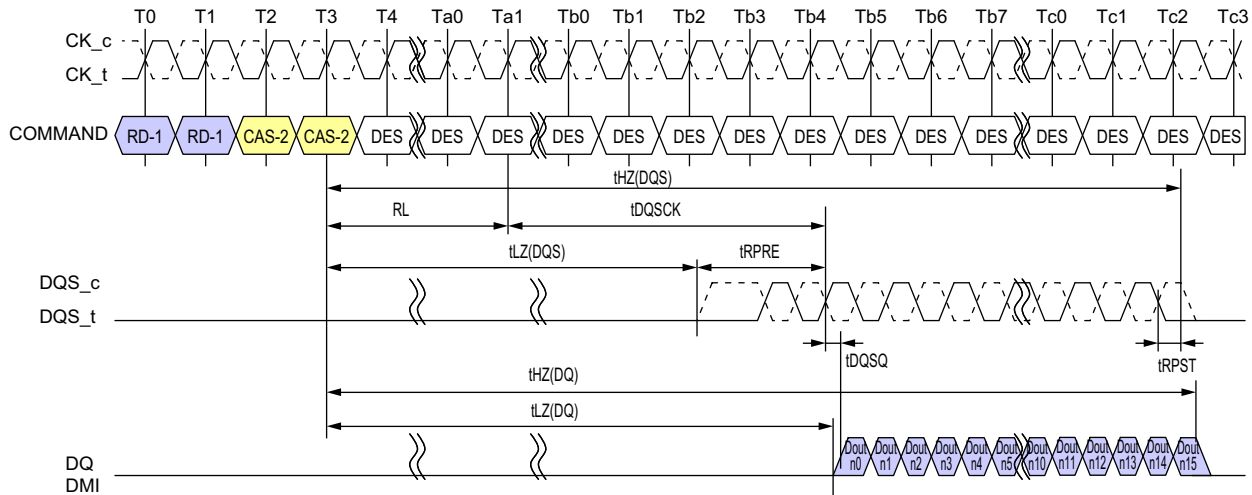 T0 T1 T2 T3 T4 Ta0 Ta1 Tb0 Tb1 Tb2 Tb3 Tb4 Tb5 Tb6 Tb7 Tc0 Tc1 Tc2 Tc3
CK_c
CK_t
COMMAND RD-1 RD-1 CAS-2 CAS-2 DES DES DES DES DES DES DES DES DES DES DES DES DES DES DES
tHZ(DQS)
RL tDQSCK
tLZ(DQS) tRPRE
DQS_c
DQS_t
tDQSQ tRPST
tHZ(DQ)
tLZ(DQ)
Dout Dout Dout Dout Dout Dout Dout Dout Dout Dout Dout Dout
DQ n0 n1 n2 n3 n4 n5 n10 n11 n12 n13 n14 n15
DMI